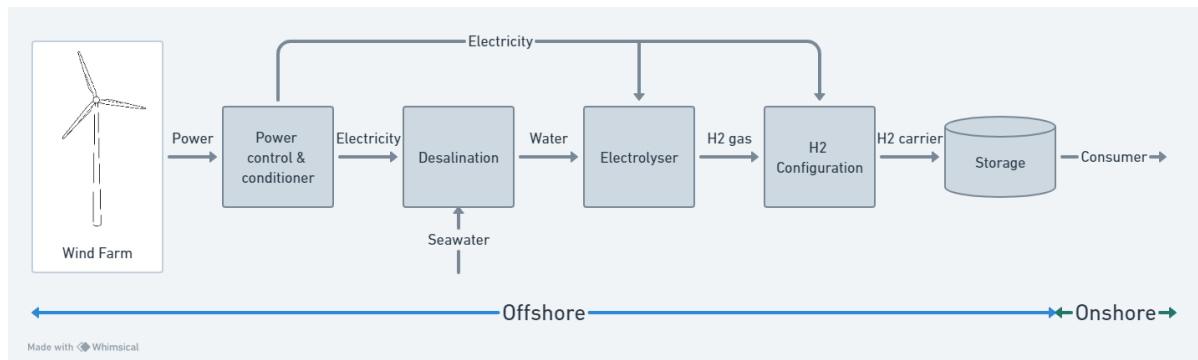 Electricity
Power
Power
control &
conditioner
Electricity
Desalination
Water
Electrolyser
H2 gas
H2
Configuration
H2 carrier
Storage
Consumer
Seawater
Wind Farm
Offshore
Onshore
Made with Whimsical